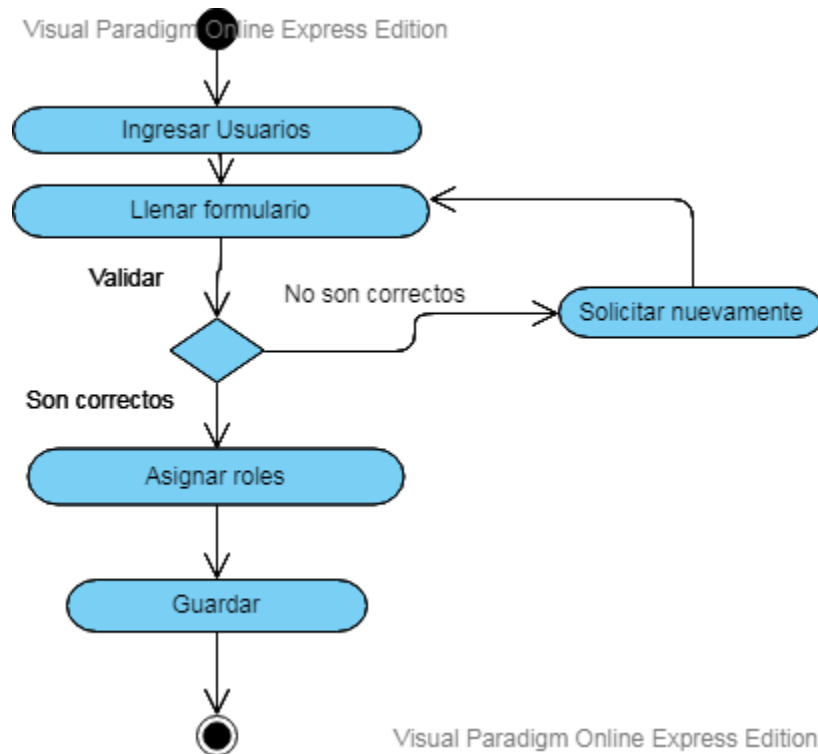 Visual Paradigm Online Express Edition
Ingresar Usuarios
Llenar formulario
Validar
No son correctos
Solicitar nuevamente
Son correctos
Asignar roles
Guardar
Visual Paradigm Online Express Edition